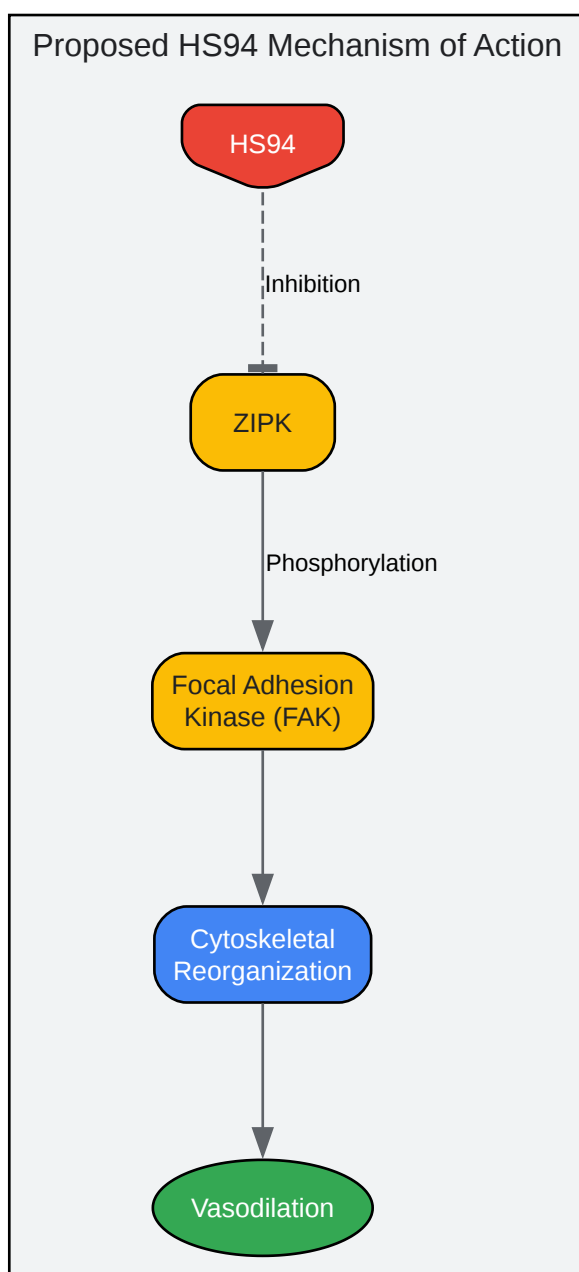 Proposed HS94 Mechanism of Action
HS94
Inhibition
ZIPK
Phosphorylation
Focal Adhesion
Kinase (FAK)
Cytoskeletal
Reorganization
Vasodilation